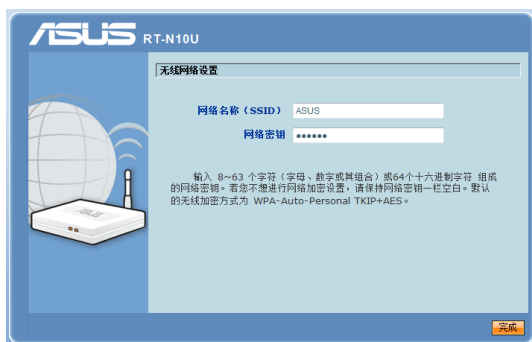 ASUS RT-N10U
无线网络设置
网络名称（SSID） ASUS
网络密钥 ••••••
输入 8~63 个字符（字母、数字或其组合）或64个十六进制字符 组成
的网络密钥。若您不想进行网络加密设置，请保持网络密钥一栏空白。默认
的无线加密方式为 WPA-Auto-Personal TKIP+AES。
完成